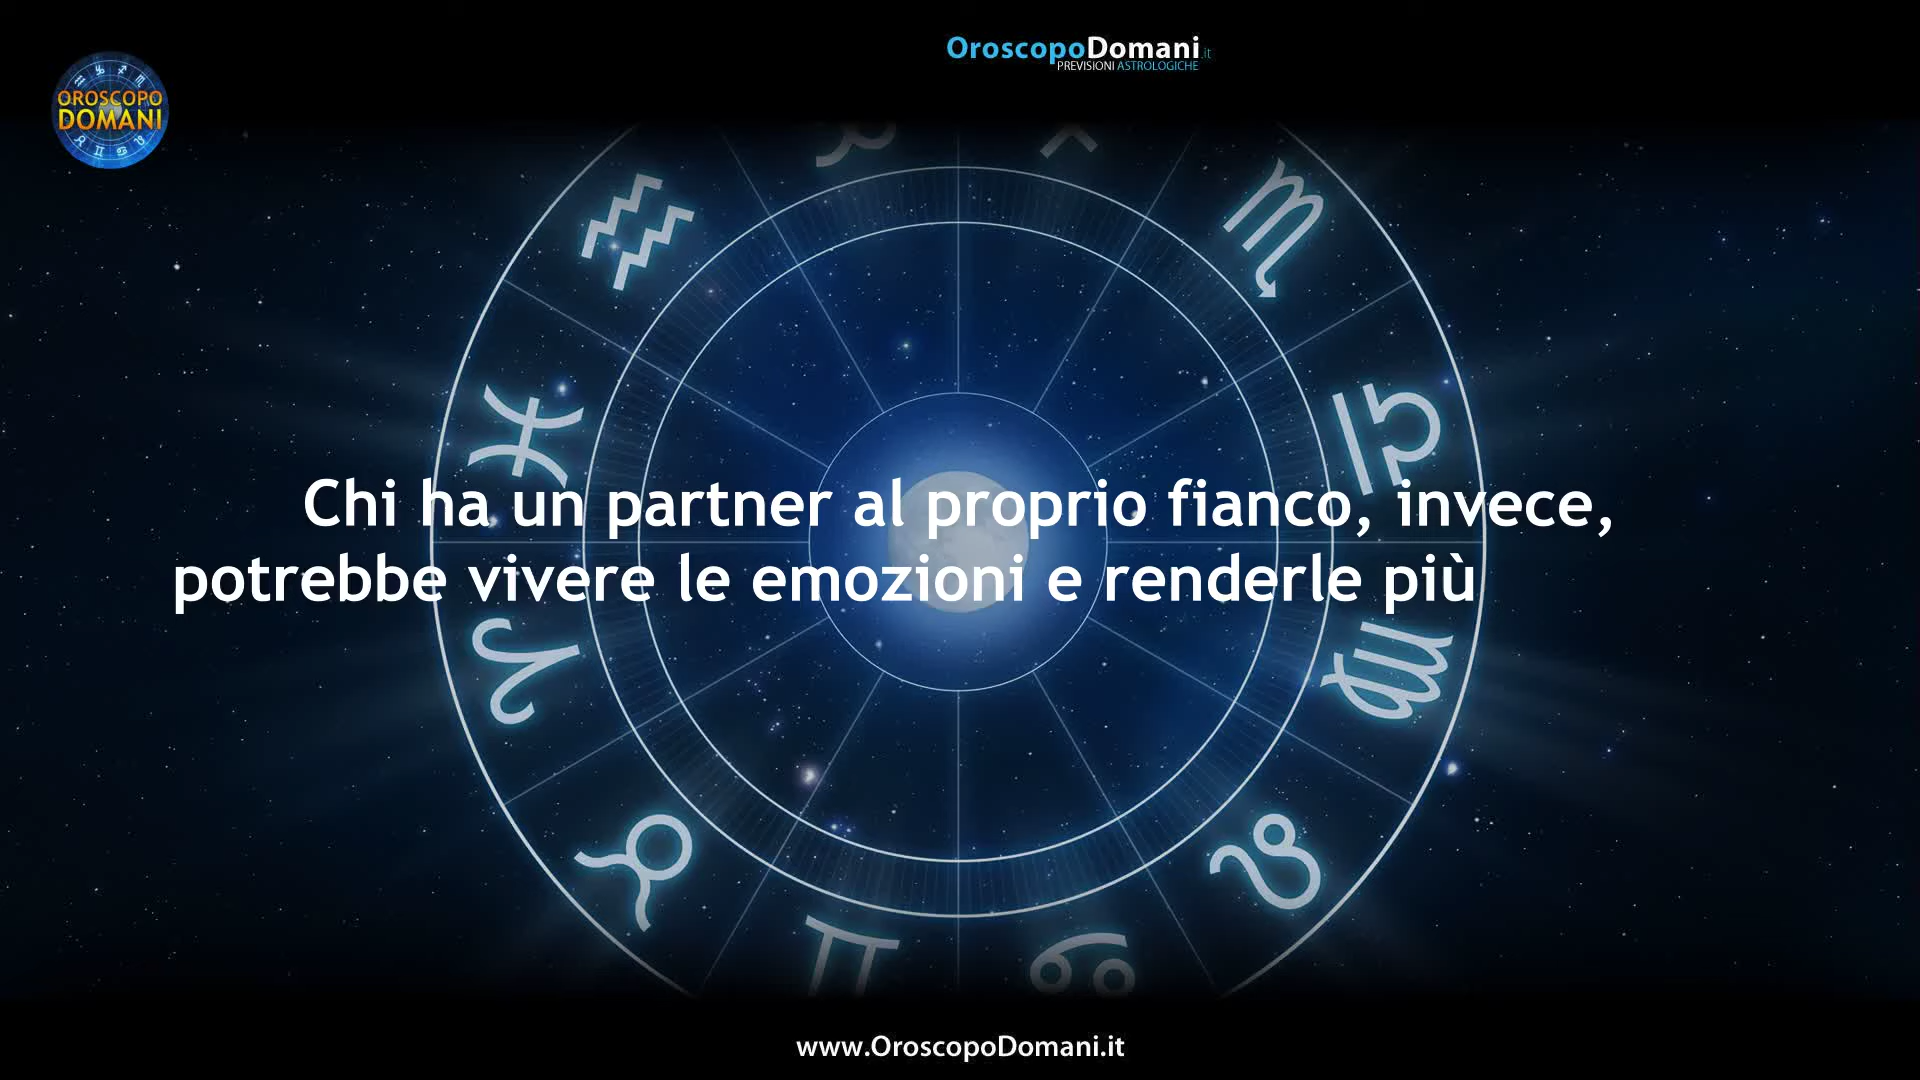 OroscopoDomani.it
PREVISIONI ASTROLOGICHE
OROSCOPO
DOMANI
Chi ha un partner al proprio fianco, invece,
potrebbe vivere le emozioni e renderle più
www.OroscopoDomani.it